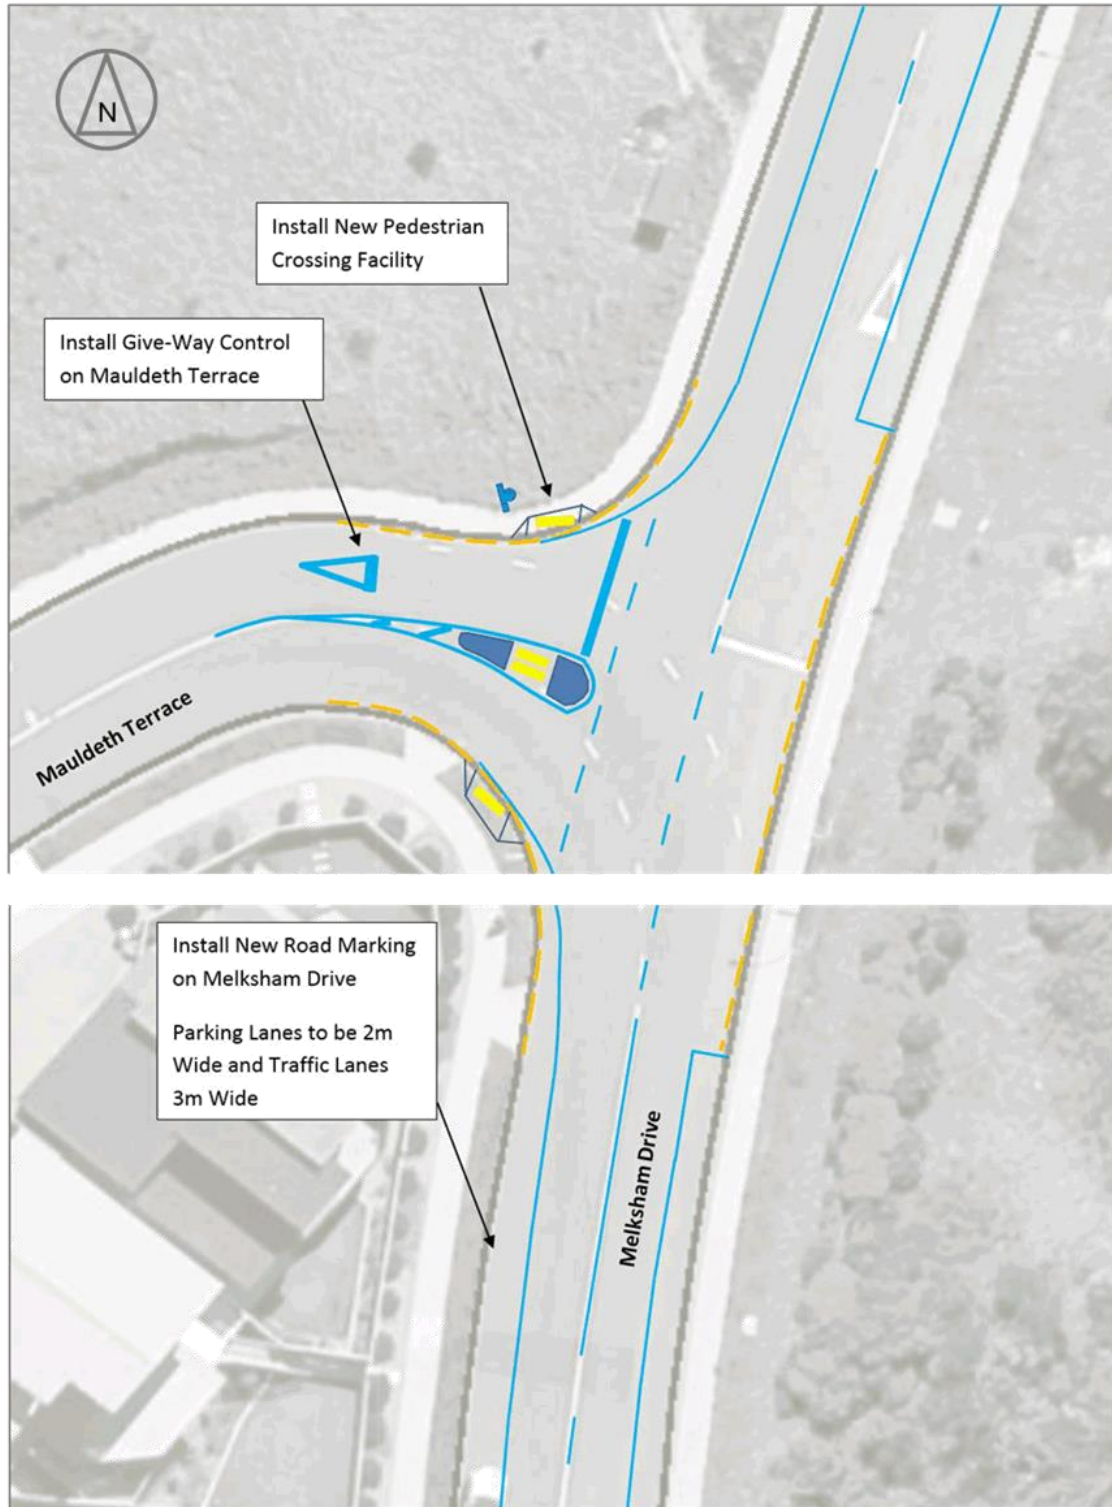 N
Install New Pedestrian
Crossing Facility
Install Give-Way Control
on Mauldeth Terrace
Mauldeth Terrace
Install New Road Marking
on Melksham Drive
Parking Lanes to be 2m
Wide and Traffic Lanes
3m Wide
Melksham Drive